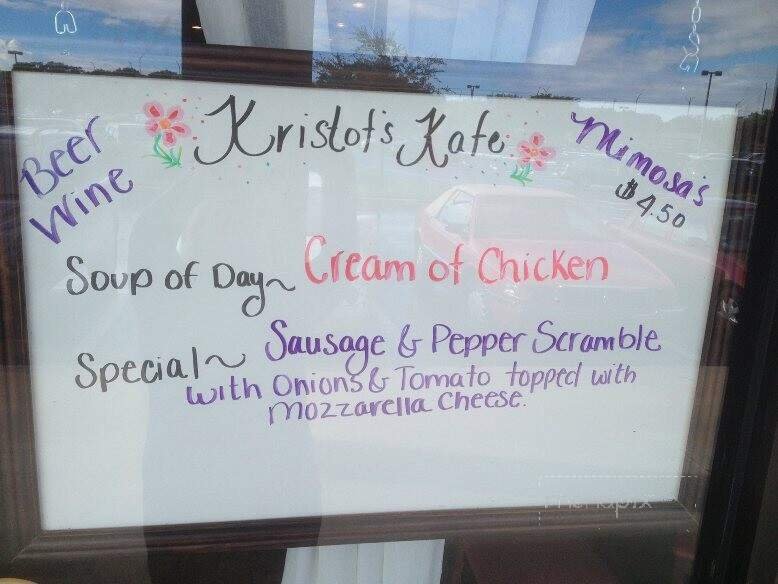 Beer
Wine
Kristof's Kafe
Mimosa's
$4.50
Soup of Day~ Cream of Chicken
Special~ Sausage & Pepper Scramble
with Onions & Tomato topped with
mozzarella cheese.
menupix